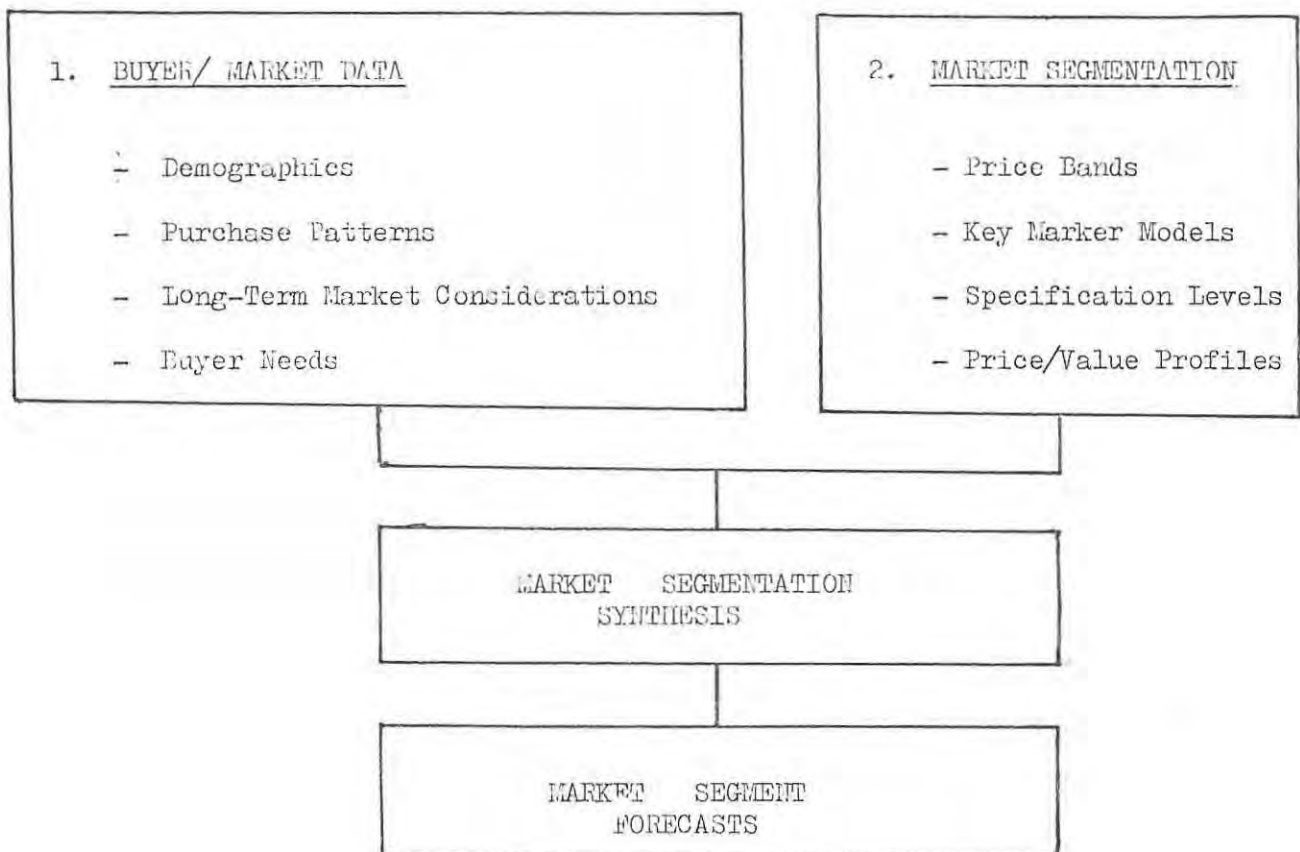 1. BUYER/ MARKET DATA
- Demographics
- Purchase Patterns
- Long-Term Market Considerations
- Buyer Needs
2. MARKET SEGMENTATION
- Price Bands
- Key Marker Models
- Specification Levels
- Price/Value Profiles
MARKET SEGMENTATION
SYNTHESIS
MARKET SEGMENT
FORECASTS